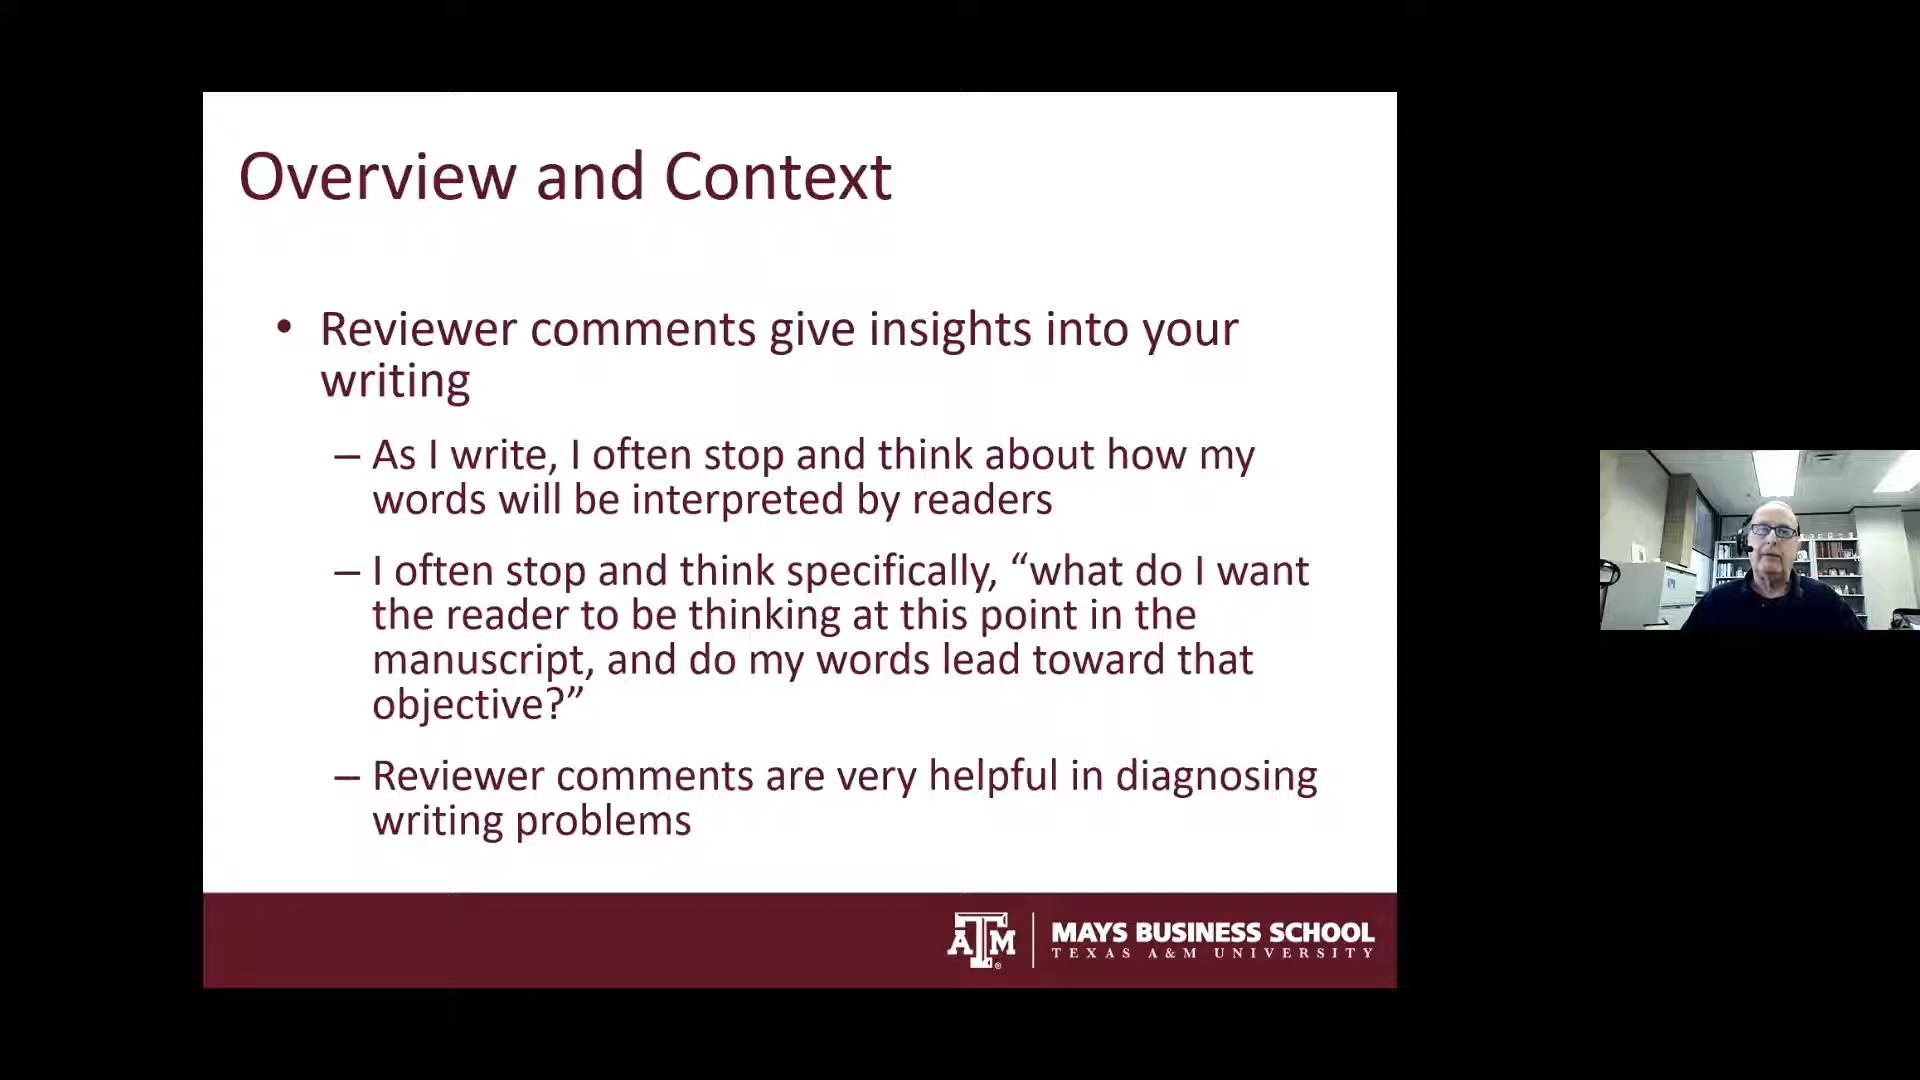 Overview and Context
• Reviewer comments give insights into your
writing
– As I write, I often stop and think about how my
words will be interpreted by readers
– I often stop and think specifically, “what do I want
the reader to be thinking at this point in the
manuscript, and do my words lead toward that
objective?”
– Reviewer comments are very helpful in diagnosing
writing problems
ATM ®
MAYS BUSINESS SCHOOL
TEXAS A&M UNIVERSITY